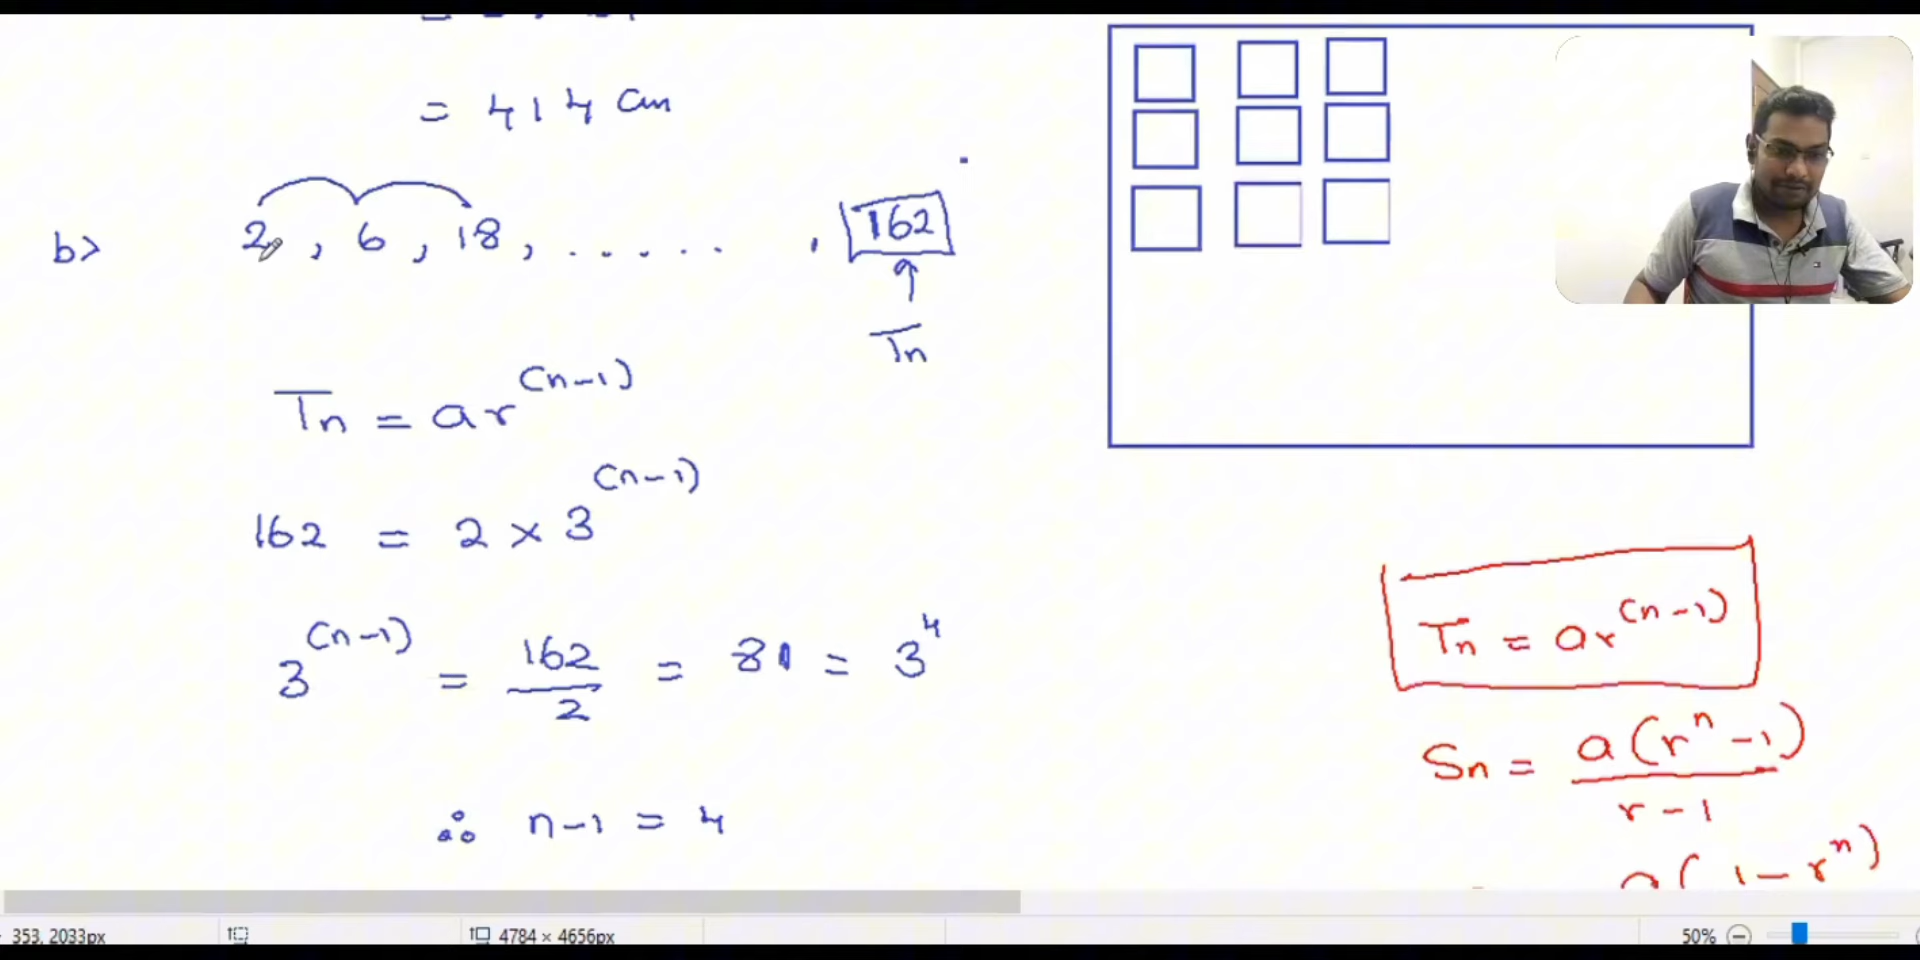 = 414 cm
b> 2, 6, 18, ....., 162
Tn
Tn = ar^(n-1)
162 = 2 × 3^(n-1)
3^(n-1) = 162/2 = 81 = 3^4
∴ n-1 = 4
Tn = ar^(n-1)
Sn = a(r^n - 1)
r - 1
a(1 - r^n)
353, 2033px
4784 × 4656px
50%